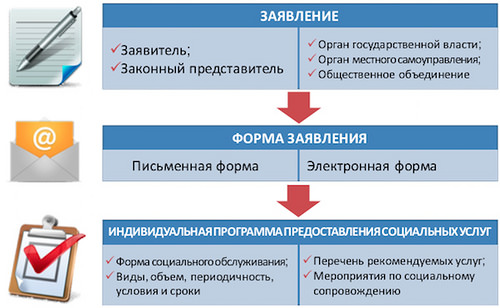 ЗАЯВЛЕНИЕ
Заявитель;
Законный представитель
Орган государственной власти;
Орган местного самоуправления;
Общественное объединение
ФОРМА ЗАЯВЛЕНИЯ
Письменная форма
Электронная форма
ИНДИВИДУАЛЬНАЯ ПРОГРАММА ПРЕДОСТАВЛЕНИЯ СОЦИАЛЬНЫХ УСЛУГ
Форма социального обслуживания;
Виды, объем, периодичность,
условия и сроки
Перечень рекомендуемых услуг;
Мероприятия по социальному
сопровождению